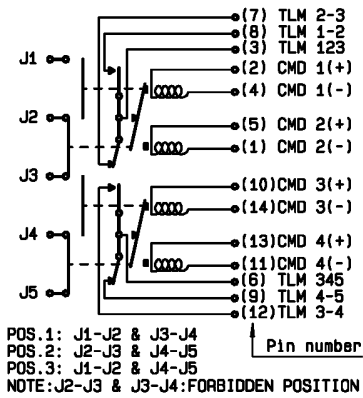 (7) TLM 2-3
(8) TLM 1-2
J1
(3) TLM 123
(2) CMD 1(+)
(4) CMD 1(-)
J2
(5) CMD 2(+)
(1) CMD 2(-)
J3
(10)CMD 3(+)
(14)CMD 3(-)
J4
(13)CMD 4(+)
(11)CMD 4(-)
(6) TLM 345
J5
(9) TLM 4-5
(12)TLM 3-4
POS.1: J1-J2 & J3-J4
POS.2: J2-J3 & J4-J5
Pin number
POS.3: J1-J2 & J4-J5
NOTE:J2-J3 & J3-J4:FORBIDDEN POSITION